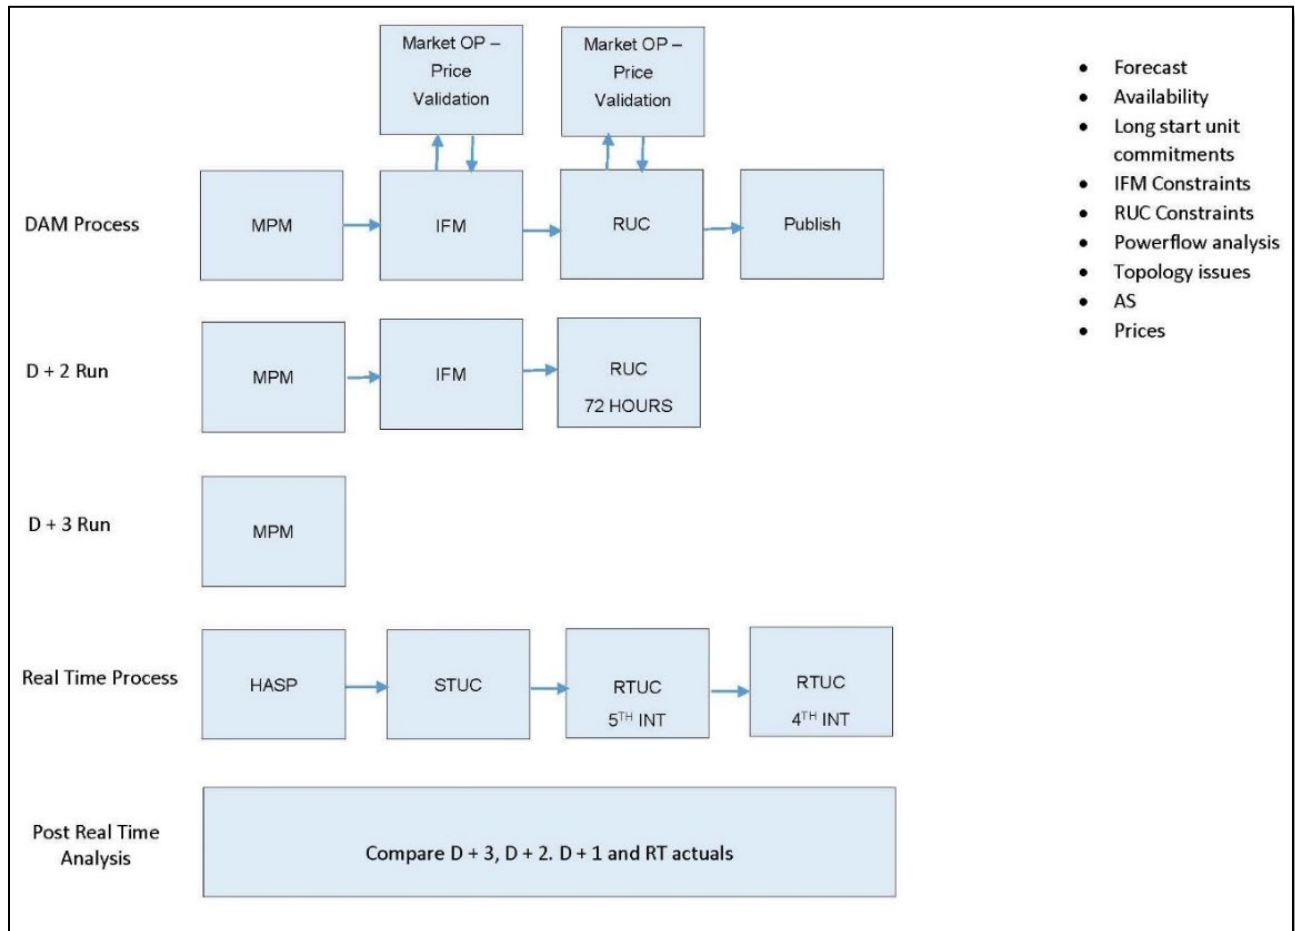 Market OP –
Price
Validation
Market OP –
Price
Validation
DAM Process
MPM
IFM
RUC
Publish
D + 2 Run
MPM
IFM
RUC
72 HOURS
D + 3 Run
MPM
Real Time Process
HASP
STUC
RTUC
5TH INT
RTUC
4TH INT
Post Real Time
Analysis
Compare D + 3, D + 2. D + 1 and RT actuals
• Forecast
• Availability
• Long start unit
commitments
• IFM Constraints
• RUC Constraints
• Powerflow analysis
• Topology issues
• AS
• Prices